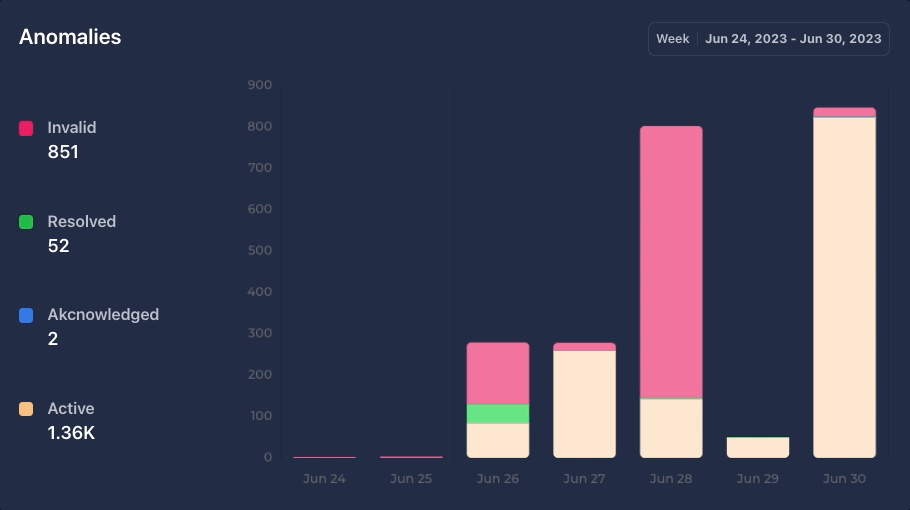 Anomalies
Week Jun 24, 2023 - Jun 30, 2023
Invalid
851
Resolved
52
Akcnowledged
2
Active
1.36K
900
800
700
600
500
400
300
200
100
0
Jun 24 Jun 25 Jun 26 Jun 27 Jun 28 Jun 29 Jun 30